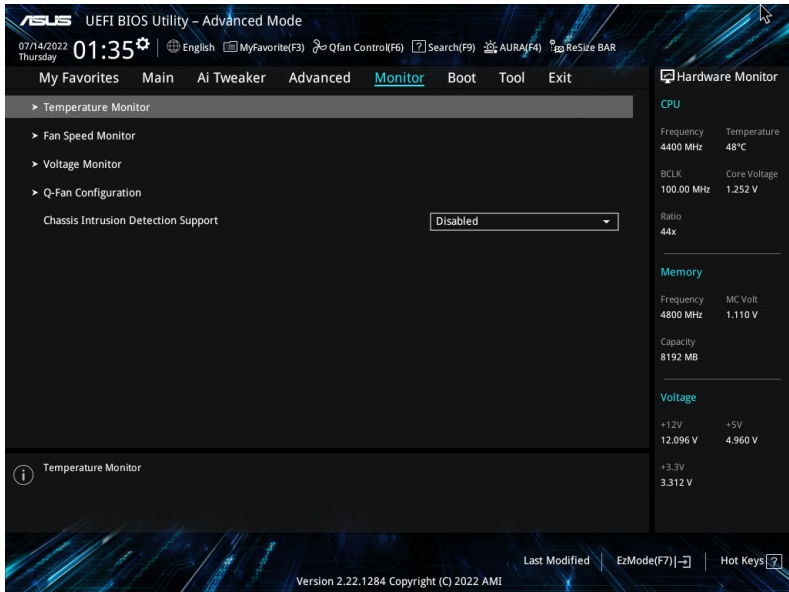 ASUS UEFI BIOS Utility – Advanced Mode
07/14/2022 Thursday 01:35 English MyFavorite(F3) Qfan Control(F6) ? Search(F9) AURA(F4) ReSize BAR
My Favorites Main Ai Tweaker Advanced Monitor Boot Tool Exit
> Temperature Monitor
> Fan Speed Monitor
> Voltage Monitor
> Q-Fan Configuration
Chassis Intrusion Detection Support Disabled
Hardware Monitor
CPU
Frequency Temperature
4400 MHz 48°C
BCLK Core Voltage
100.00 MHz 1.252 V
Ratio
44x
Memory
Frequency MC Volt
4800 MHz 1.110 V
Capacity
8192 MB
Voltage
+12V +5V
12.096 V 4.960 V
+3.3V
3.312 V
i Temperature Monitor
Last Modified EzMode(F7) Hot Keys ?
Version 2.22.1284 Copyright (C) 2022 AMI